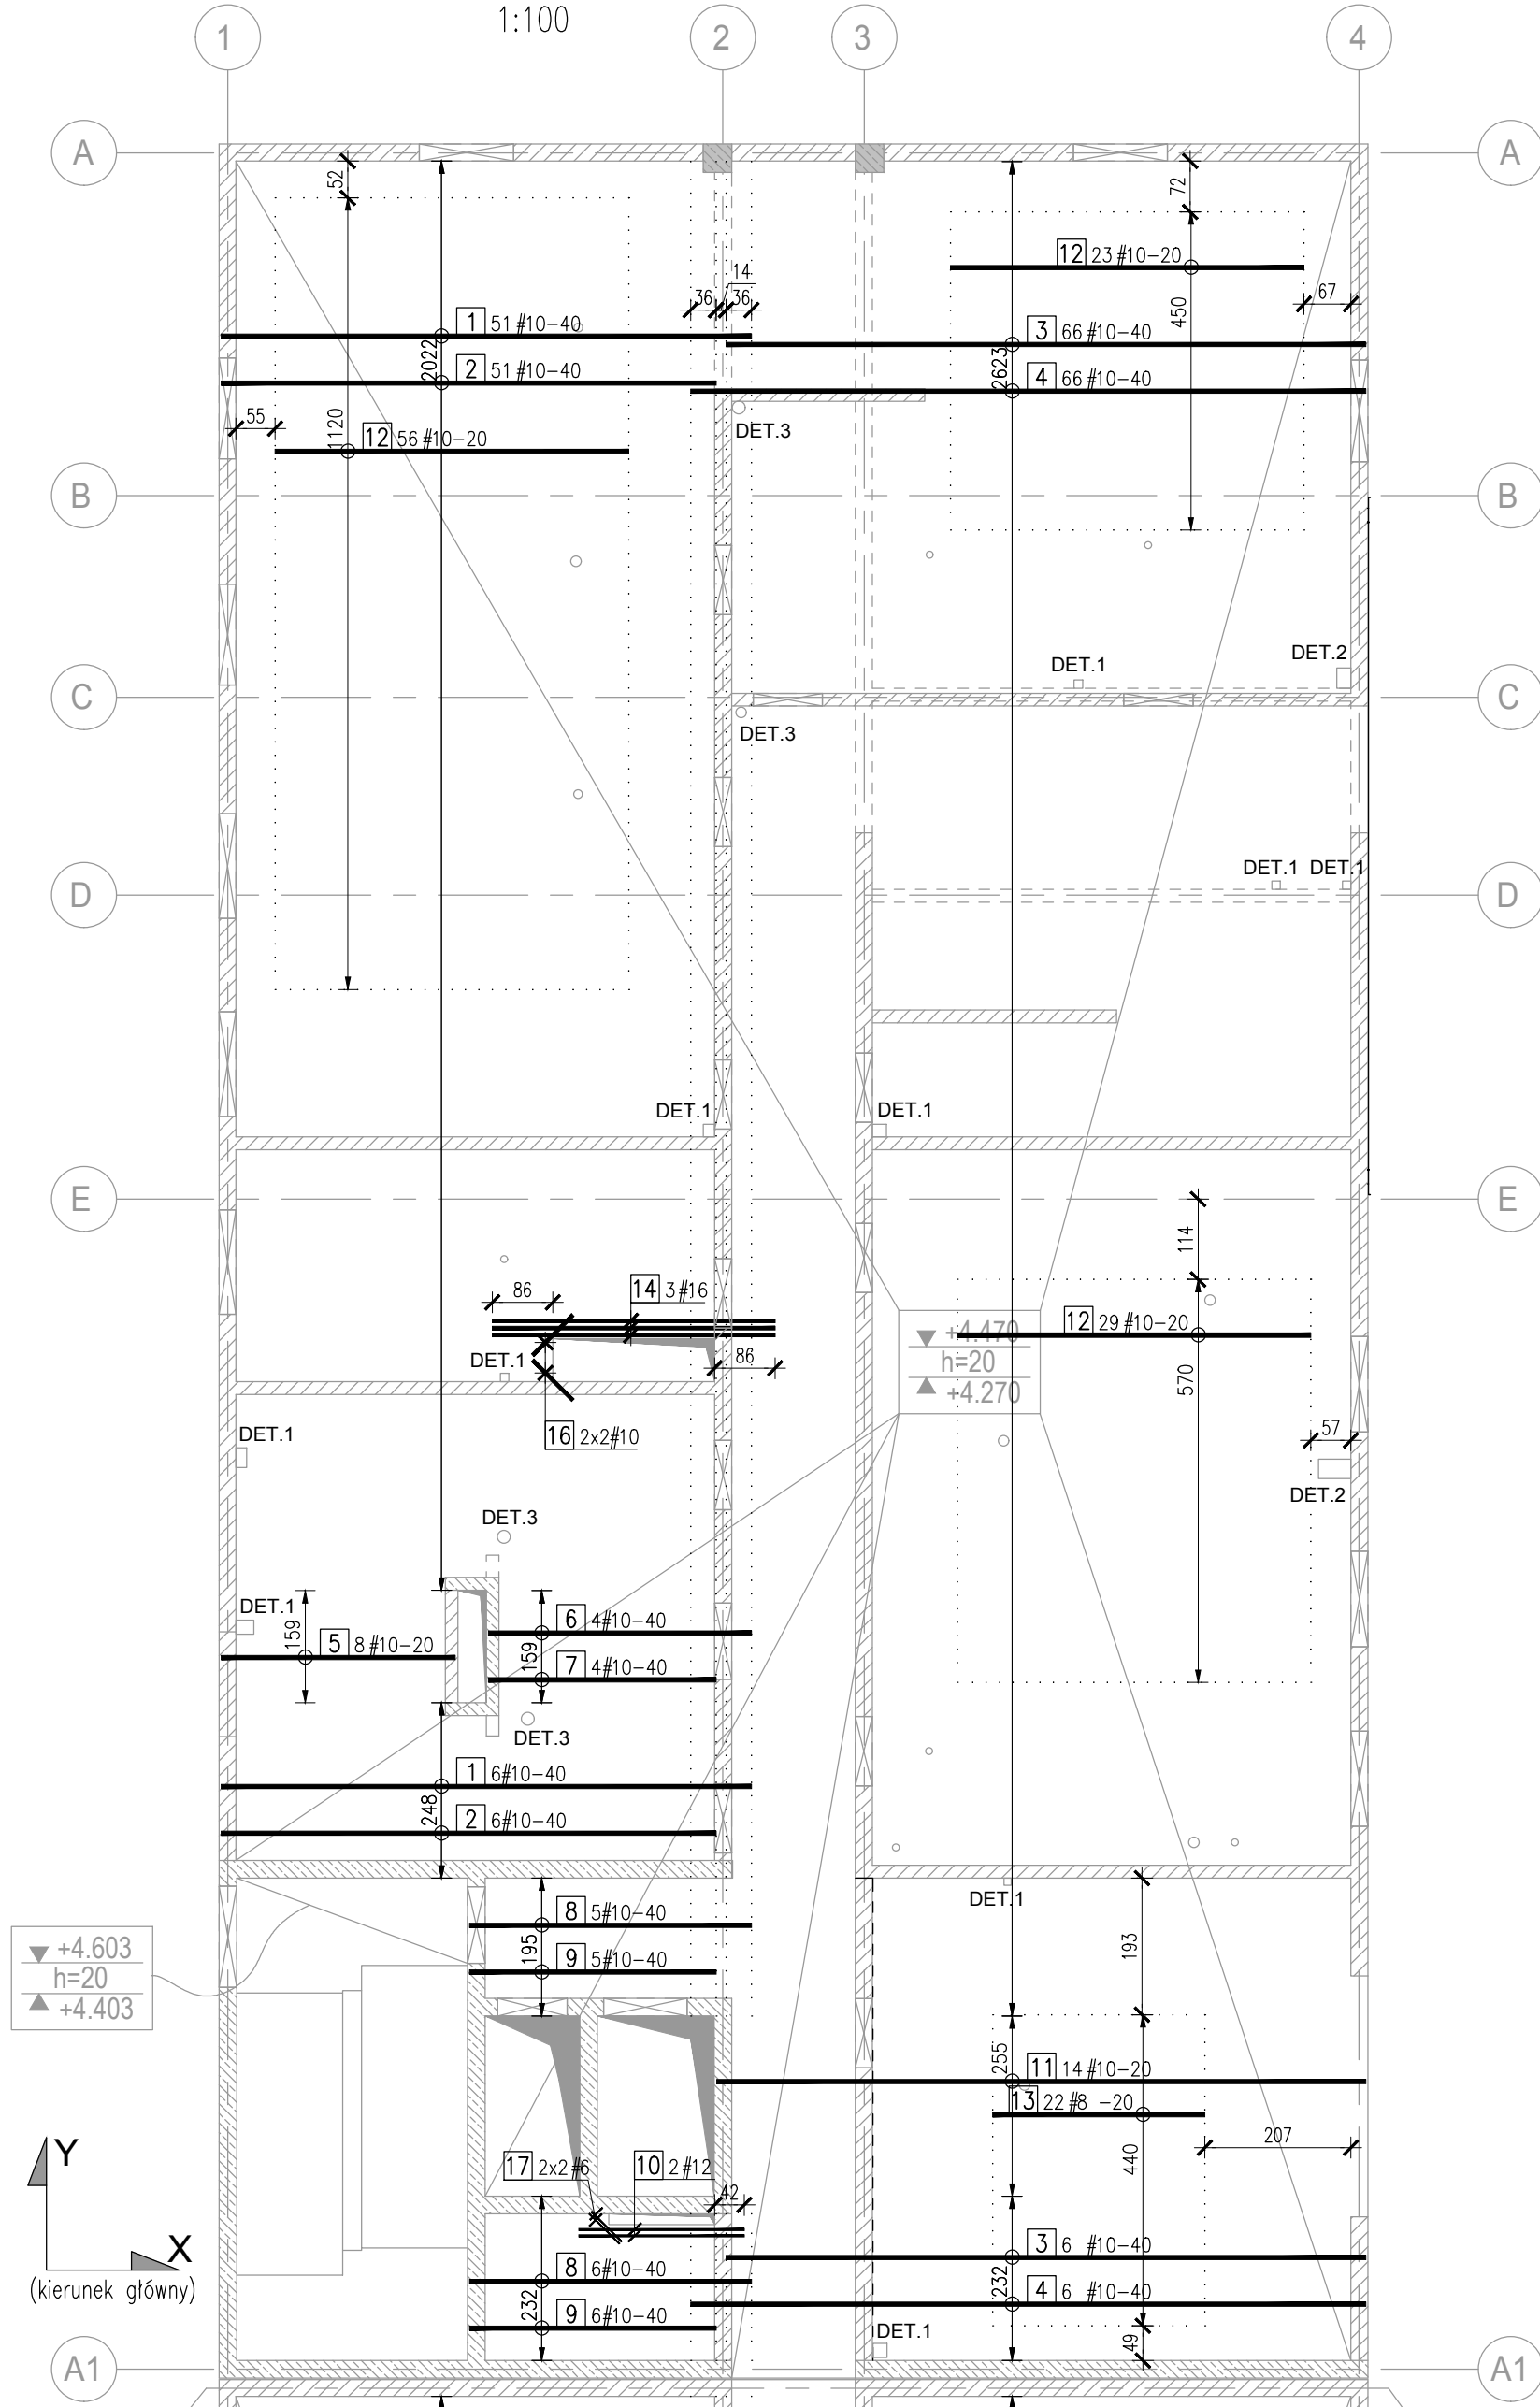 1:100
1
2
3
4
A
A
52
72
12 23 #10-20
14
36
36
67
450
1 51 #10-40
3 66 #10-40
2022
2623
2 51 #10-40
4 66 #10-40
55
1120
12 56 #10-20
DET.3
B
B
DET.2
DET.1
C
C
DET.3
DET.1 DET.1
D
D
DET.1
DET.1
E
E
114
86
14 3 #16
12 29 #10-20
+4.470
h=20
+4.270
DET.1
86
570
16 2x2#10
57
DET.1
DET.2
DET.3
DET.1
159
6 4#10-40
5 8 #10-20
159
7 4#10-40
DET.3
1 6#10-40
248
2 6#10-40
DET.1
8 5#10-40
193
195
+4.603
h=20
+4.403
9 5#10-40
255
11 14 #10-20
13 22 #8 -20
207
440
Y
17 2x2#6
10 2 #12
42
X
(kierunek główny)
3 6 #10-40
8 6#10-40
232
232
4 6 #10-40
9 6#10-40
DET.1
49
A1
A1